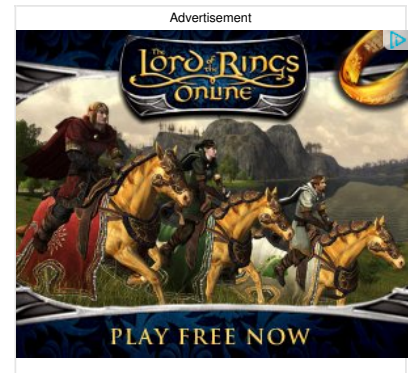 Advertisement
The Lord of the Rings
Online
PLAY FREE NOW